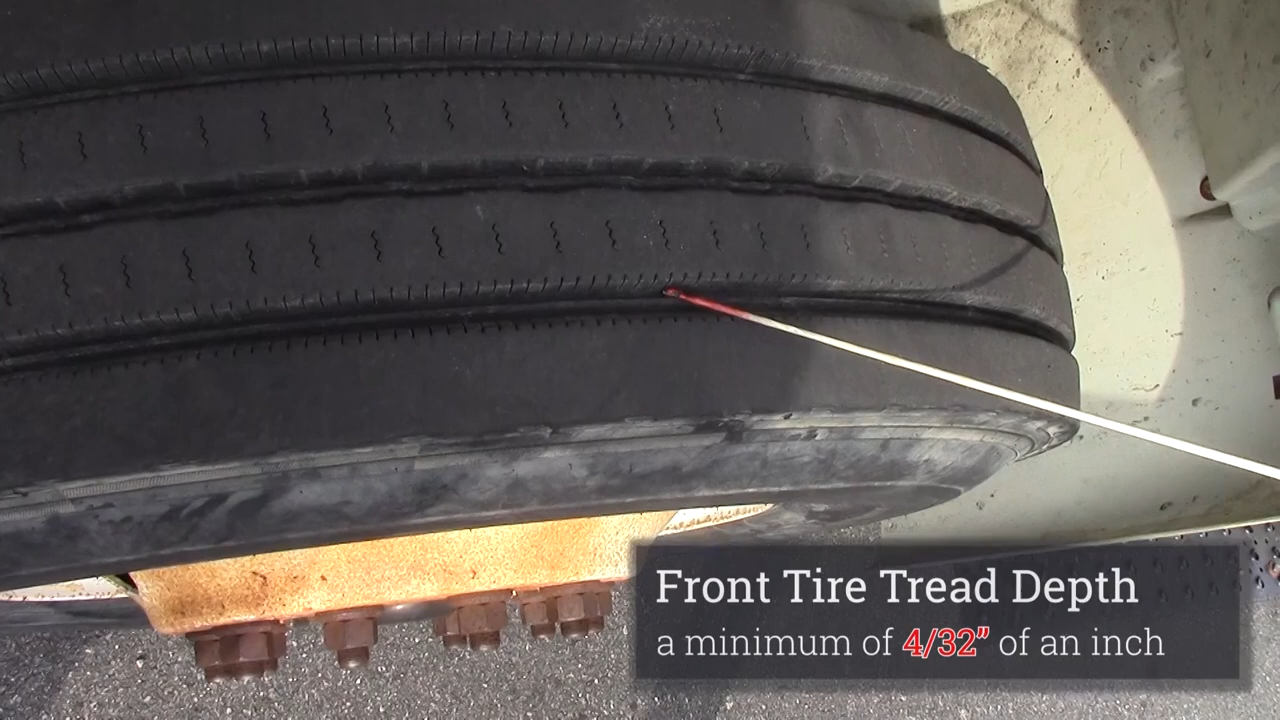 Front Tire Tread Depth
a minimum of 4/32” of an inch